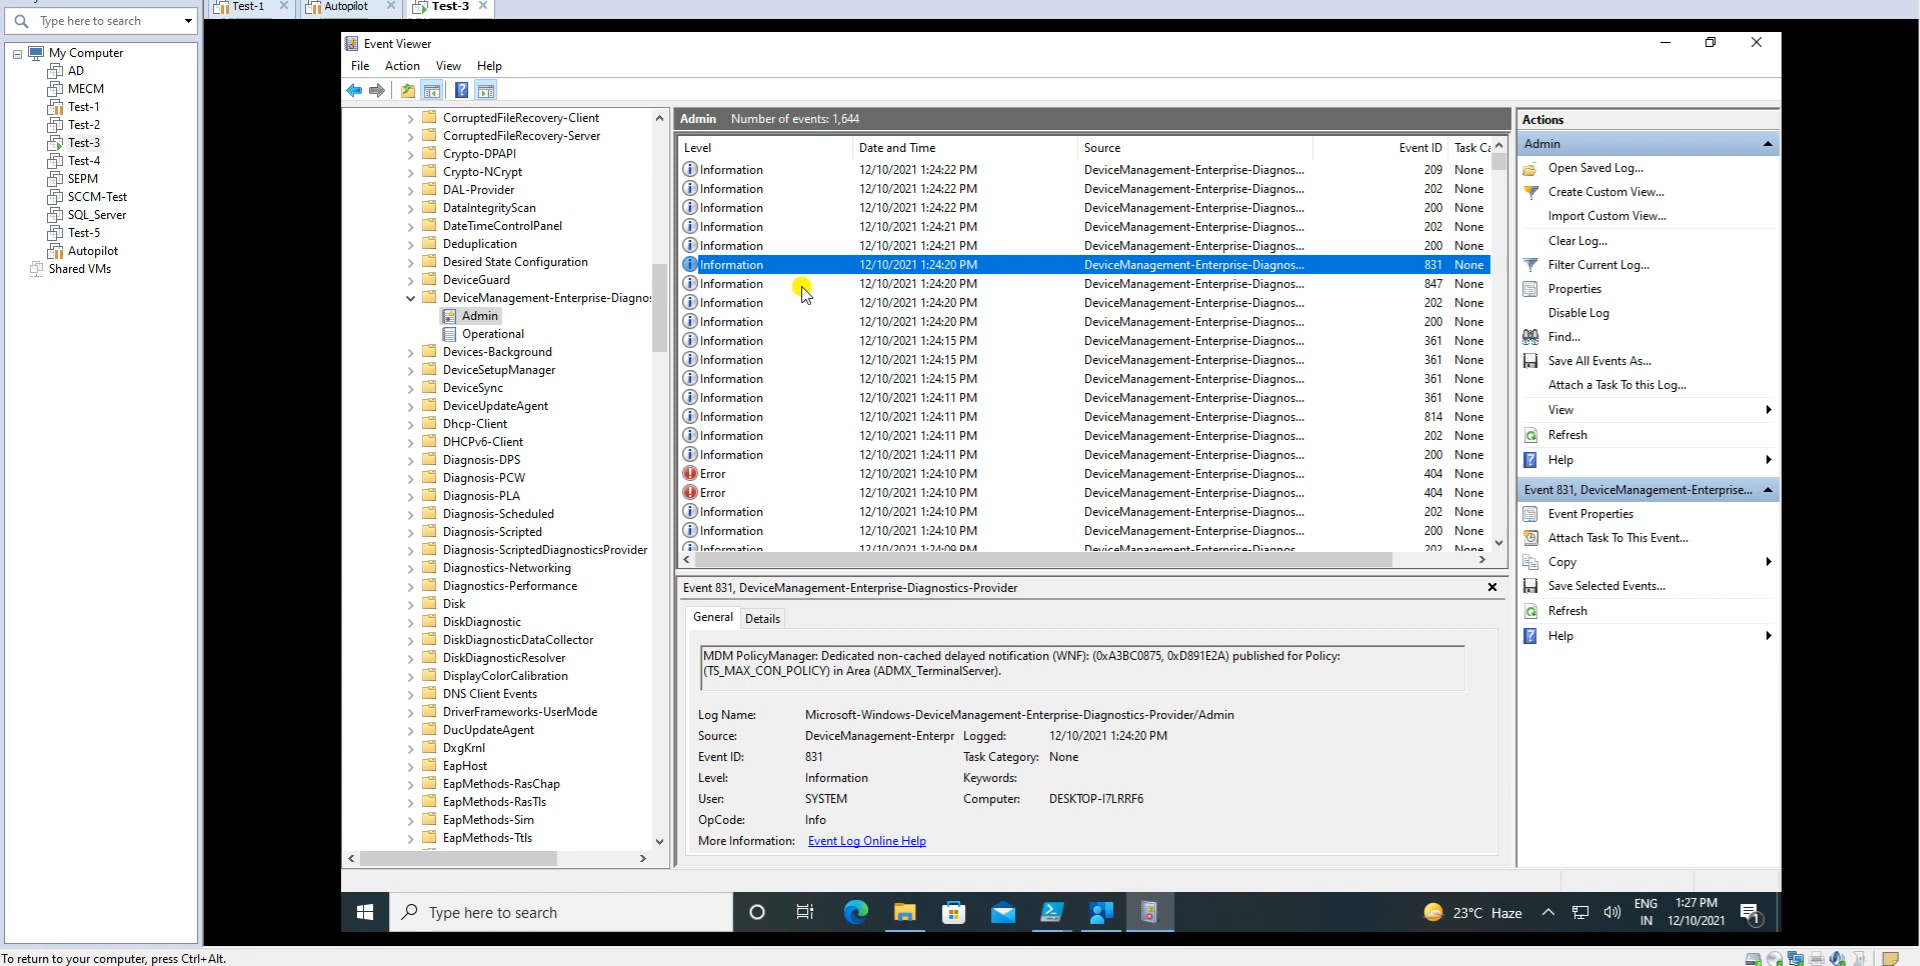 Test-1
Autopilot
Test-3
Type here to search
My Computer
AD
MECM
Test-1
Test-2
Test-3
Test-4
SEPM
SCCM-Test
SQL_Server
Test-5
Autopilot
Shared VMs
Event Viewer
File Action View Help
CorruptedFileRecovery-Client
CorruptedFileRecovery-Server
Crypto-DPAPI
Crypto-NCrypt
DAL-Provider
DataIntegrityScan
DateTimeControlPanel
Deduplication
Desired State Configuration
DeviceGuard
DeviceManagement-Enterprise-Diagnos
Admin
Operational
Devices-Background
DeviceSetupManager
DeviceSync
DeviceUpdateAgent
Dhcp-Client
DHCPv6-Client
Diagnosis-DPS
Diagnosis-PCW
Diagnosis-PLA
Diagnosis-Scheduled
Diagnosis-Scripted
Diagnosis-ScriptedDiagnosticsProvider
Diagnostics-Networking
Diagnostics-Performance
Disk
DiskDiagnostic
DiskDiagnosticDataCollector
DiskDiagnosticResolver
DisplayColorCalibration
DNS Client Events
DriverFrameworks-UserMode
DucUpdateAgent
DxgKrnl
EapHost
EapMethods-RasChap
EapMethods-RasTls
EapMethods-Sim
EapMethods-Ttls
Admin Number of events: 1,644
Level Date and Time Source Event ID Task Ca
Information 12/10/2021 1:24:22 PM DeviceManagement-Enterprise-Diagnos... 209 None
Information 12/10/2021 1:24:22 PM DeviceManagement-Enterprise-Diagnos... 202 None
Information 12/10/2021 1:24:22 PM DeviceManagement-Enterprise-Diagnos... 200 None
Information 12/10/2021 1:24:21 PM DeviceManagement-Enterprise-Diagnos... 202 None
Information 12/10/2021 1:24:21 PM DeviceManagement-Enterprise-Diagnos... 200 None
Information 12/10/2021 1:24:20 PM DeviceManagement-Enterprise-Diagnos... 831 None
Information 12/10/2021 1:24:20 PM DeviceManagement-Enterprise-Diagnos... 847 None
Information 12/10/2021 1:24:20 PM DeviceManagement-Enterprise-Diagnos... 202 None
Information 12/10/2021 1:24:20 PM DeviceManagement-Enterprise-Diagnos... 200 None
Information 12/10/2021 1:24:15 PM DeviceManagement-Enterprise-Diagnos... 361 None
Information 12/10/2021 1:24:15 PM DeviceManagement-Enterprise-Diagnos... 361 None
Information 12/10/2021 1:24:15 PM DeviceManagement-Enterprise-Diagnos... 361 None
Information 12/10/2021 1:24:11 PM DeviceManagement-Enterprise-Diagnos... 361 None
Information 12/10/2021 1:24:11 PM DeviceManagement-Enterprise-Diagnos... 814 None
Information 12/10/2021 1:24:11 PM DeviceManagement-Enterprise-Diagnos... 202 None
Information 12/10/2021 1:24:11 PM DeviceManagement-Enterprise-Diagnos... 200 None
Error 12/10/2021 1:24:10 PM DeviceManagement-Enterprise-Diagnos... 404 None
Error 12/10/2021 1:24:10 PM DeviceManagement-Enterprise-Diagnos... 404 None
Information 12/10/2021 1:24:10 PM DeviceManagement-Enterprise-Diagnos... 202 None
Information 12/10/2021 1:24:10 PM DeviceManagement-Enterprise-Diagnos... 200 None
Information 12/10/2021 1:24:09 PM DeviceManagement-Enterprise-Diagnos... 202 None
Event 831, DeviceManagement-Enterprise-Diagnostics-Provider
General Details
MDM PolicyManager: Dedicated non-cached delayed notification (WNF): (0xA3BC0875, 0xD891E2A) published for Policy:
(TS_MAX_CON_POLICY) in Area (ADMX_TerminalServer).
Log Name: Microsoft-Windows-DeviceManagement-Enterprise-Diagnostics-Provider/Admin
Source: DeviceManagement-Enterpr Logged: 12/10/2021 1:24:20 PM
Event ID: 831 Task Category: None
Level: Information Keywords:
User: SYSTEM Computer: DESKTOP-I7LRRF6
OpCode: Info
More Information: Event Log Online Help
Actions
Admin
Open Saved Log...
Create Custom View...
Import Custom View...
Clear Log...
Filter Current Log...
Properties
Disable Log
Find...
Save All Events As...
Attach a Task To this Log...
View
Refresh
Help
Event 831, DeviceManagement-Enterprise...
Event Properties
Attach Task To This Event...
Copy
Save Selected Events...
Refresh
Help
Type here to search
23°C Haze
ENG
IN
1:27 PM
12/10/2021
1
To return to your computer, press Ctrl+Alt.